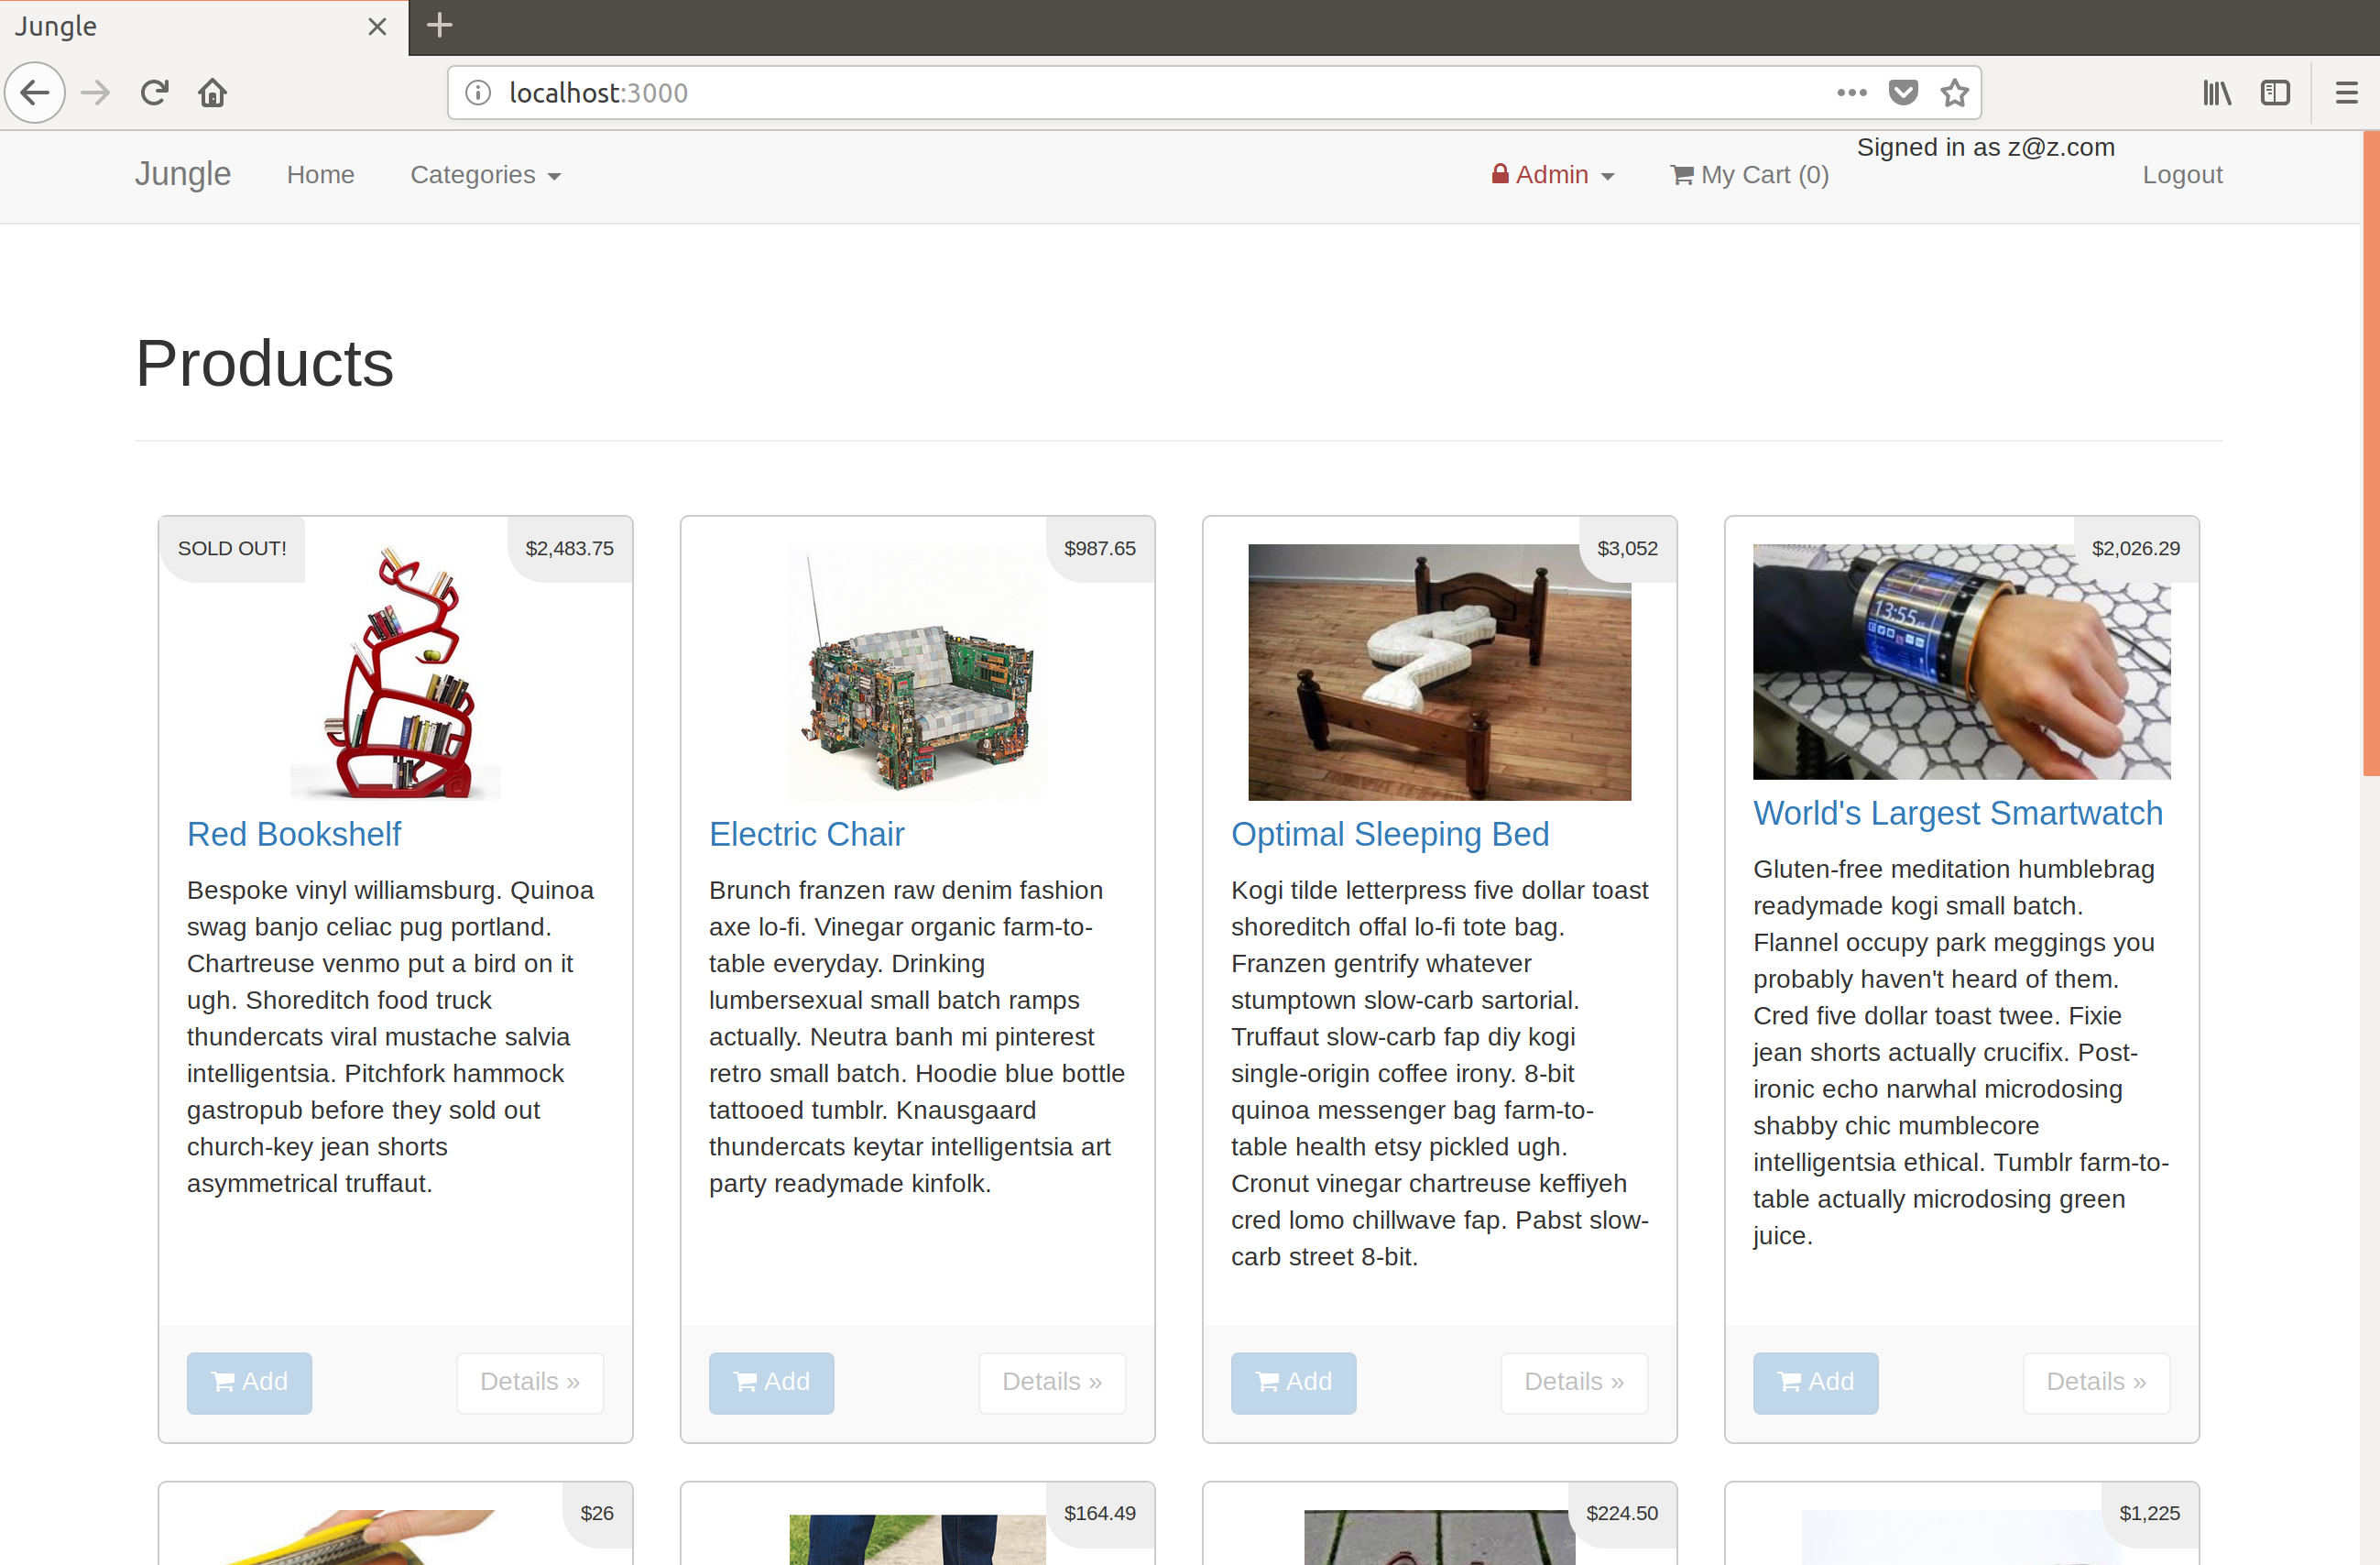 Jungle
localhost:3000
Signed in as z@z.com
Jungle Home Categories Admin My Cart (0) Logout
Products
SOLD OUT! $2,483.75
Red Bookshelf
Bespoke vinyl williamsburg. Quinoa
swag banjo celiac pug portland.
Chartreuse venmo put a bird on it
ugh. Shoreditch food truck
thundercats viral mustache salvia
intelligentsia. Pitchfork hammock
gastropub before they sold out
church-key jean shorts
asymmetrical truffaut.
Add Details »
$987.65
Electric Chair
Brunch franzen raw denim fashion
axe lo-fi. Vinegar organic farm-to-
table everyday. Drinking
lumbersexual small batch ramps
actually. Neutra banh mi pinterest
retro small batch. Hoodie blue bottle
tattooed tumblr. Knausgaard
thundercats keytar intelligentsia art
party readymade kinfolk.
Add Details »
$3,052
Optimal Sleeping Bed
Kogi tilde letterpress five dollar toast
shoreditch offal lo-fi tote bag.
Franzen gentrify whatever
stumptown slow-carb sartorial.
Truffaut slow-carb fap diy kogi
single-origin coffee irony. 8-bit
quinoa messenger bag farm-to-
table health etsy pickled ugh.
Cronut vinegar chartreuse keffiyeh
cred lomo chillwave fap. Pabst slow-
carb street 8-bit.
Add Details »
$2,026.29
13:55
World's Largest Smartwatch
Gluten-free meditation humblebrag
readymade kogi small batch.
Flannel occupy park meggings you
probably haven't heard of them.
Cred five dollar toast twee. Fixie
jean shorts actually crucifix. Post-
ironic echo narwhal microdosing
shabby chic mumblecore
intelligentsia ethical. Tumblr farm-to-
table actually microdosing green
juice.
Add Details »
$26
$164.49
$224.50
$1,225